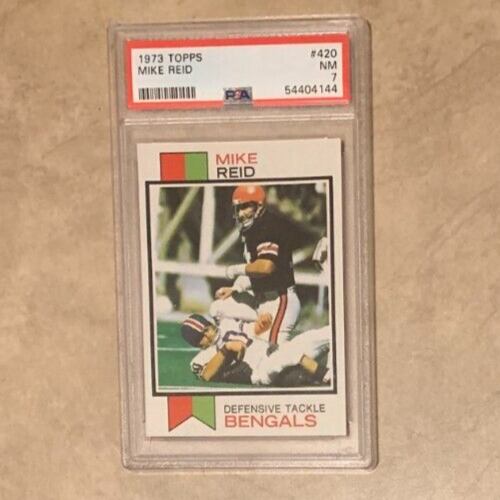 1973 TOPPS #420
MIKE REID NM
7
PSA 54404144
MIKE
REID
DEFENSIVE TACKLE
BENGALS